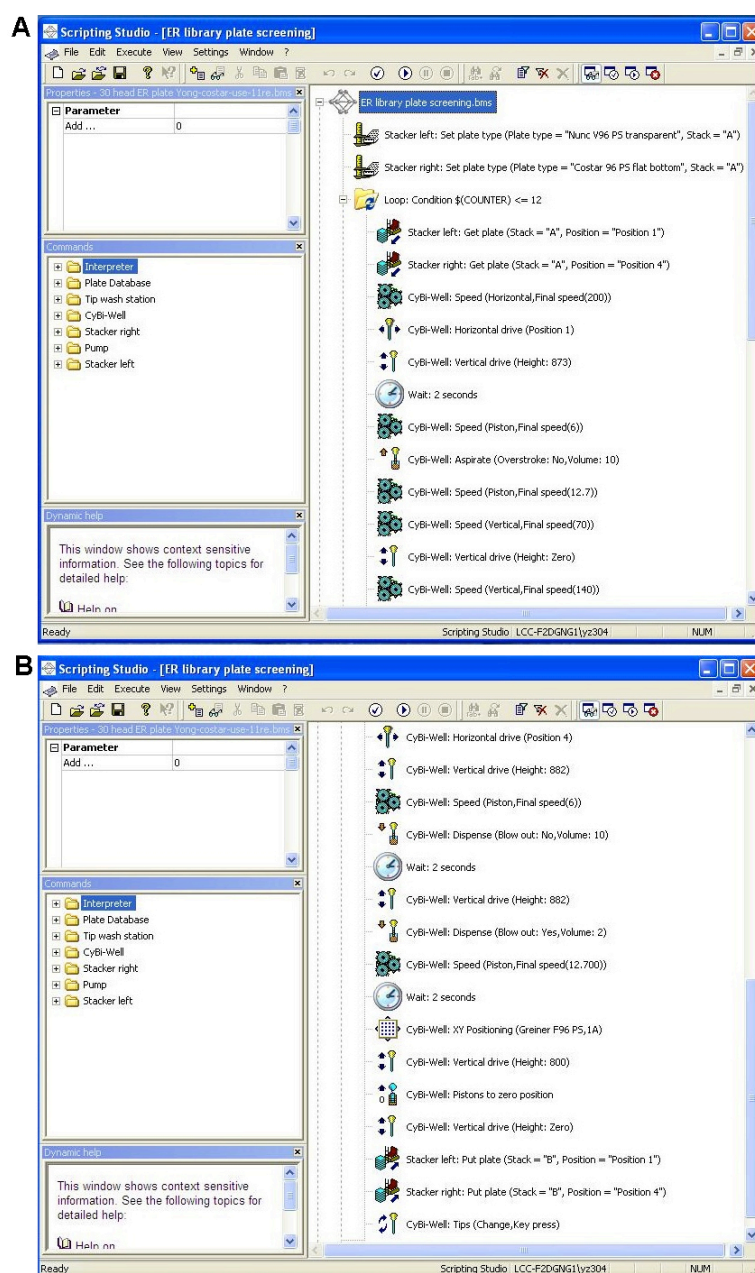 A
Scripting Studio - [ER library plate screening]
File Edit Execute View Settings Window ?
Properties - 30 head ER plate Yong-costar-use-11re.bms
Parameter
Add ... 0
Commands
Interpreter
Plate Database
Tip wash station
CyBi-Well
Stacker right
Pump
Stacker left
Dynamic help
This window shows context sensitive
information. See the following topics for
detailed help:
Help on
ER library plate screening.bms
Stacker left: Set plate type (Plate type = "Nunc V96 PS transparent", Stack = "A")
Stacker right: Set plate type (Plate type = "Costar 96 PS flat bottom", Stack = "A")
Loop: Condition $(COUNTER) <= 12
Stacker left: Get plate (Stack = "A", Position = "Position 1")
Stacker right: Get plate (Stack = "A", Position = "Position 4")
CyBi-Well: Speed (Horizontal,Final speed(200))
CyBi-Well: Horizontal drive (Position 1)
CyBi-Well: Vertical drive (Height: 873)
Wait: 2 seconds
CyBi-Well: Speed (Piston,Final speed(6))
CyBi-Well: Aspirate (Overstroke: No,Volume: 10)
CyBi-Well: Speed (Piston,Final speed(12.7))
CyBi-Well: Speed (Vertical,Final speed(70))
CyBi-Well: Vertical drive (Height: Zero)
CyBi-Well: Speed (Vertical,Final speed(140))
Ready Scripting Studio LCC-F2DGNG1\yz304 NUM
B
Scripting Studio - [ER library plate screening]
File Edit Execute View Settings Window ?
Properties - 30 head ER plate Yong-costar-use-11re.bms
Parameter
Add ... 0
Commands
Interpreter
Plate Database
Tip wash station
CyBi-Well
Stacker right
Pump
Stacker left
Dynamic help
This window shows context sensitive
information. See the following topics for
detailed help:
Help on
CyBi-Well: Horizontal drive (Position 4)
CyBi-Well: Vertical drive (Height: 882)
CyBi-Well: Speed (Piston,Final speed(6))
CyBi-Well: Dispense (Blow out: No,Volume: 10)
Wait: 2 seconds
CyBi-Well: Vertical drive (Height: 882)
CyBi-Well: Dispense (Blow out: Yes,Volume: 2)
CyBi-Well: Speed (Piston,Final speed(12.700))
Wait: 2 seconds
CyBi-Well: XY Positioning (Greiner F96 PS,1A)
CyBi-Well: Vertical drive (Height: 800)
0 CyBi-Well: Pistons to zero position
CyBi-Well: Vertical drive (Height: Zero)
Stacker left: Put plate (Stack = "B", Position = "Position 1")
Stacker right: Put plate (Stack = "B", Position = "Position 4")
CyBi-Well: Tips (Change,Key press)
Ready Scripting Studio LCC-F2DGNG1\yz304 NUM